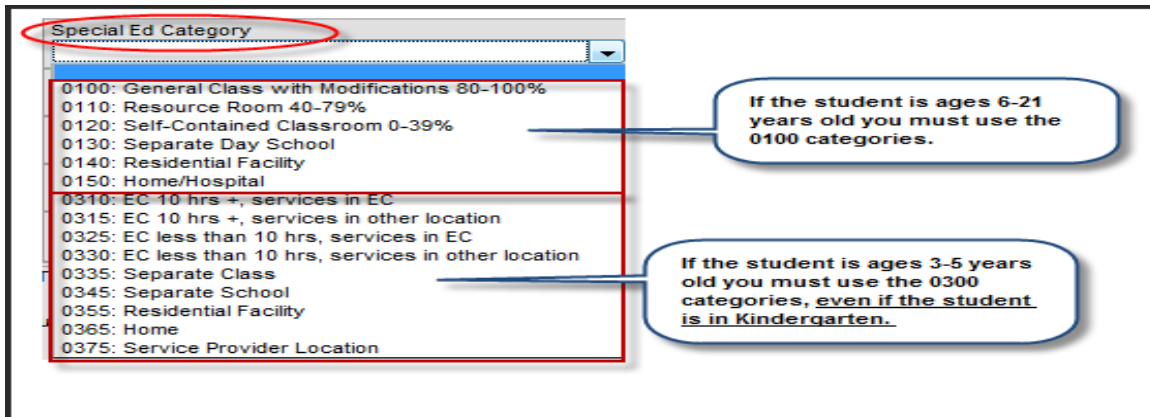 Special Ed Category
0100: General Class with Modifications 80-100%
0110: Resource Room 40-79%
0120: Self-Contained Classroom 0-39%
0130: Separate Day School
0140: Residential Facility
0150: Home/Hospital
0310: EC 10 hrs +, services in EC
0315: EC 10 hrs +, services in other location
0325: EC less than 10 hrs, services in EC
0330: EC less than 10 hrs, services in other location
0335: Separate Class
0345: Separate School
0355: Residential Facility
0365: Home
0375: Service Provider Location
If the student is ages 6-21
years old you must use the
0100 categories.
If the student is ages 3-5 years
old you must use the 0300
categories, even if the student
is in Kindergarten.